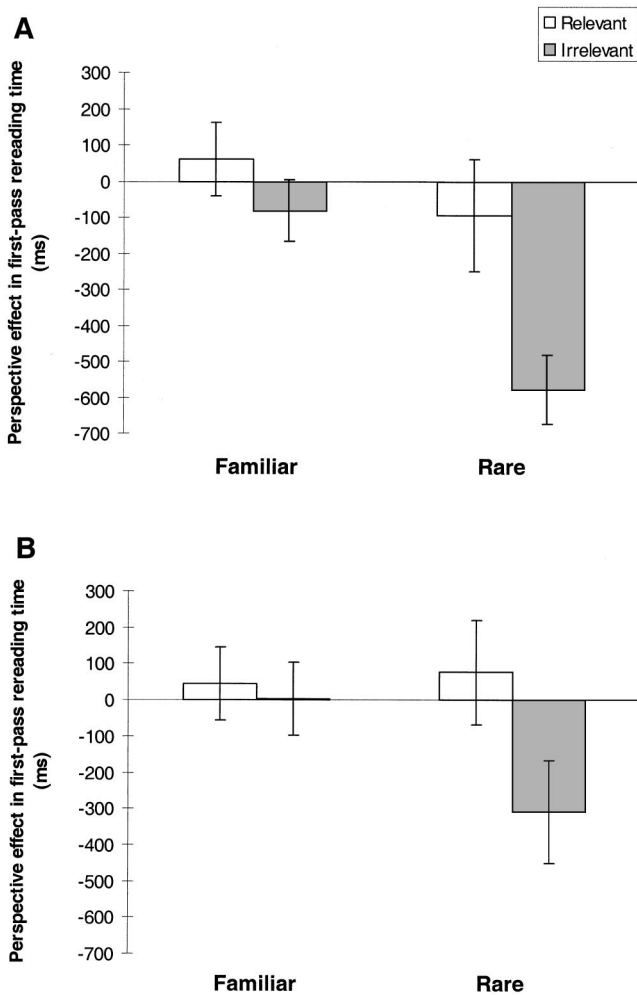 Relevant
Irrelevant
A
Perspective effect in first-pass rereading time
(ms)
300
200
100
0
-100
-200
-300
-400
-500
-600
-700
Familiar
Rare
B
Perspective effect in first-pass rereading time
(ms)
300
200
100
0
-100
-200
-300
-400
-500
-600
-700
Familiar
Rare